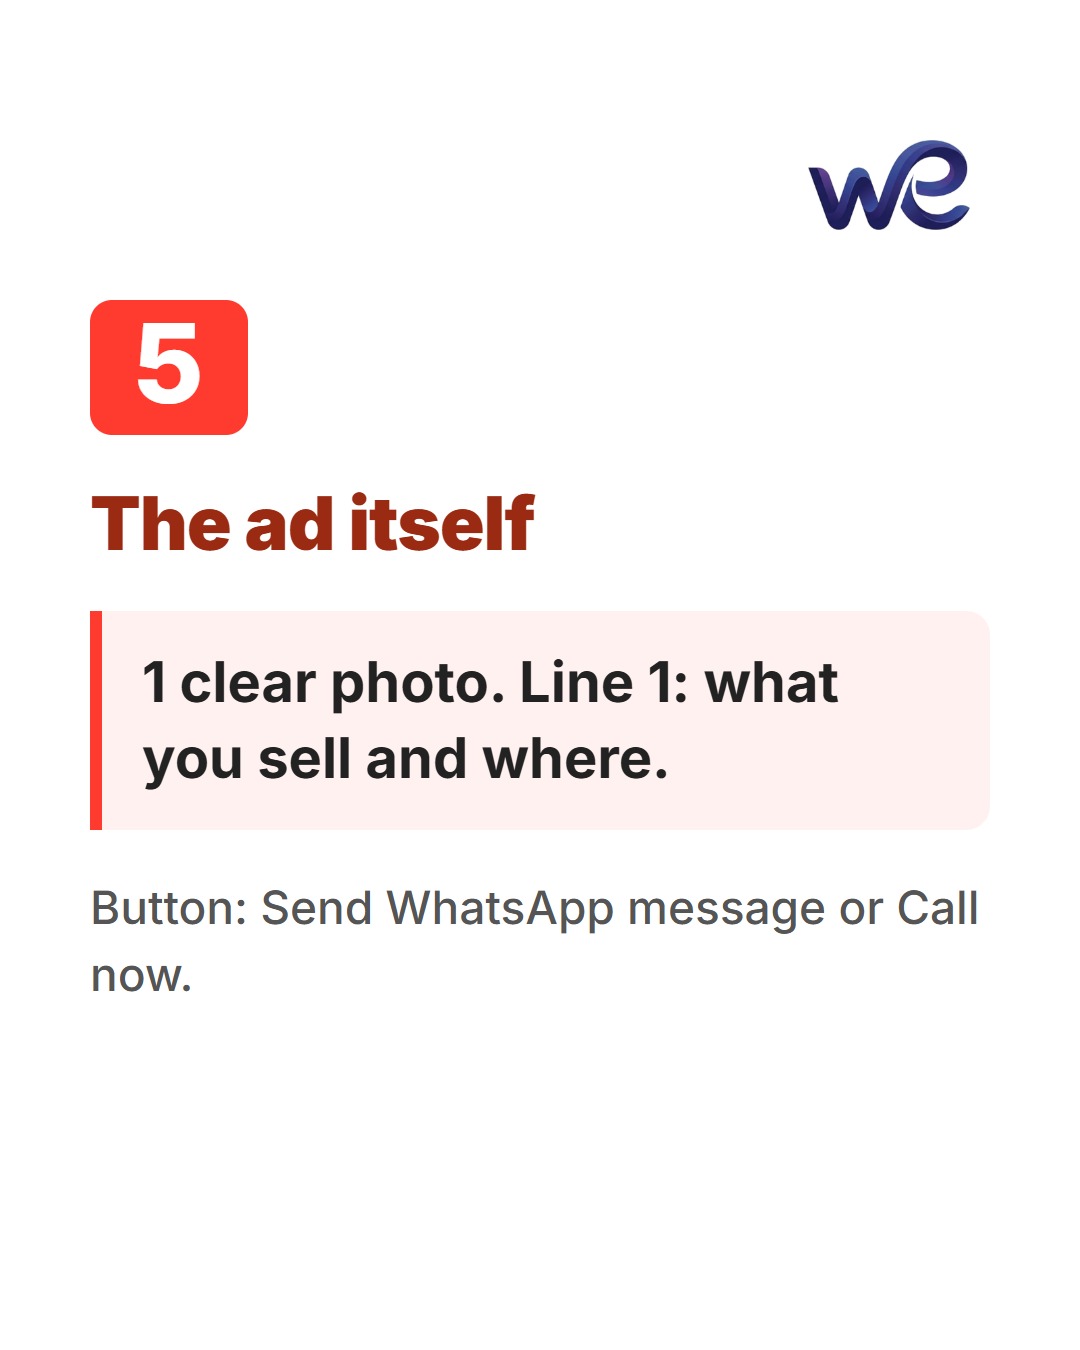 we
5
The ad itself
1 clear photo. Line 1: what
you sell and where.
Button: Send WhatsApp message or Call
now.